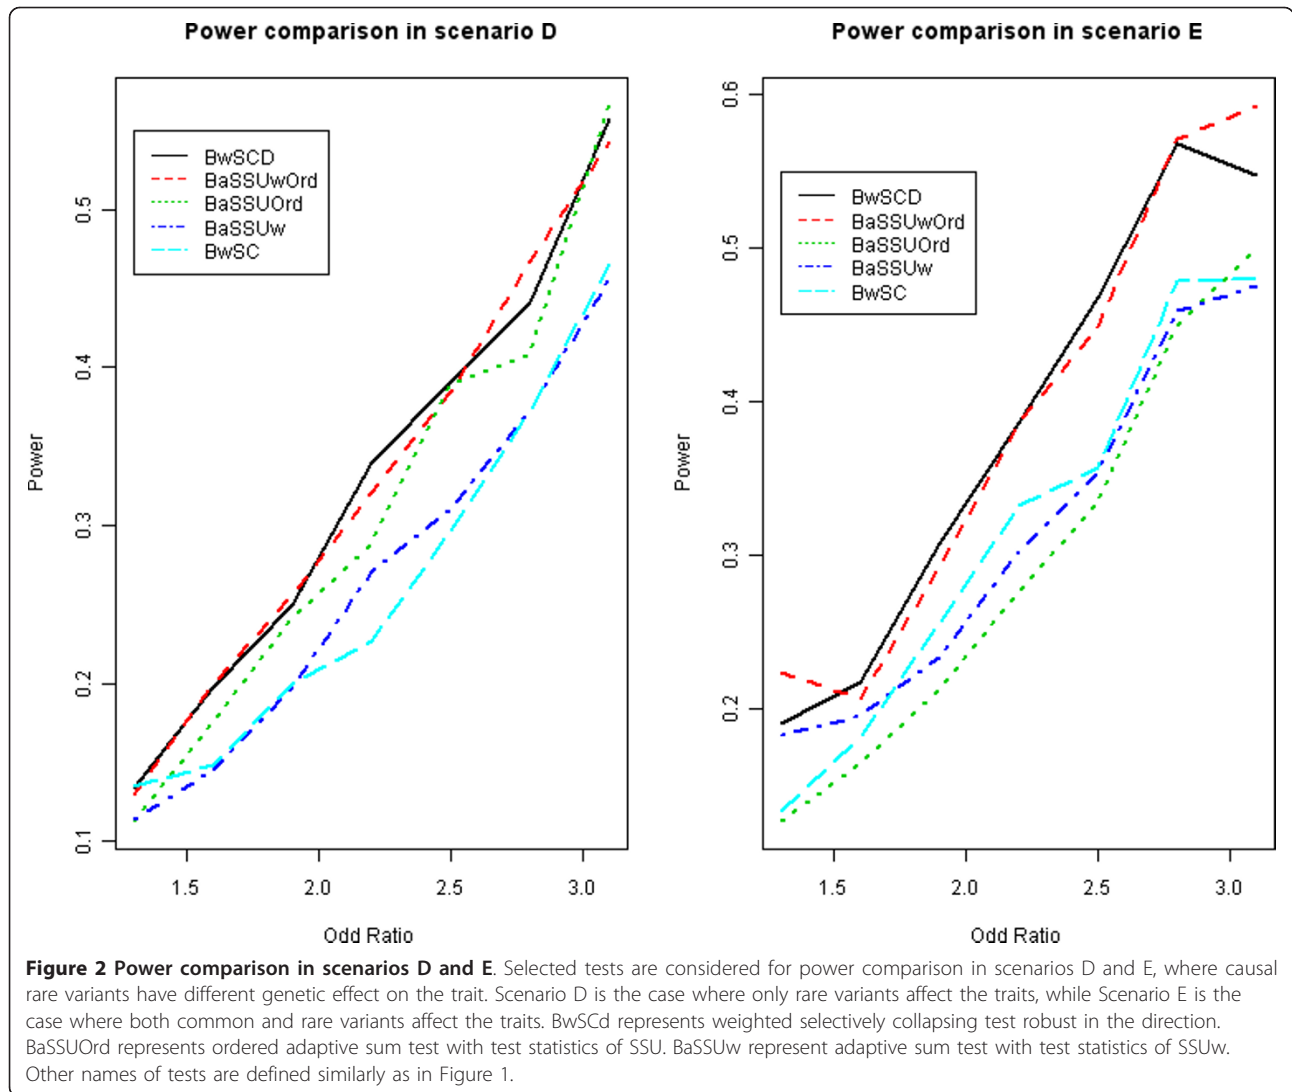 Power comparison in scenario D
Power
0.1
0.2
0.3
0.4
0.5
BwSCD
BaSSUwOrd
BaSSUOrd
BaSSUw
BwSC
1.5 2.0 2.5 3.0
Odd Ratio
Power comparison in scenario E
Power
0.2
0.3
0.4
0.5
0.6
BwSCD
BaSSUwOrd
BaSSUOrd
BaSSUw
BwSC
1.5 2.0 2.5 3.0
Odd Ratio
Figure 2 Power comparison in scenarios D and E. Selected tests are considered for power comparison in scenarios D and E, where causal
rare variants have different genetic effect on the trait. Scenario D is the case where only rare variants affect the traits, while Scenario E is the
case where both common and rare variants affect the traits. BwSCd represents weighted selectively collapsing test robust in the direction.
BaSSUOrd represents ordered adaptive sum test with test statistics of SSU. BaSSUw represent adaptive sum test with test statistics of SSUw.
Other names of tests are defined similarly as in Figure 1.